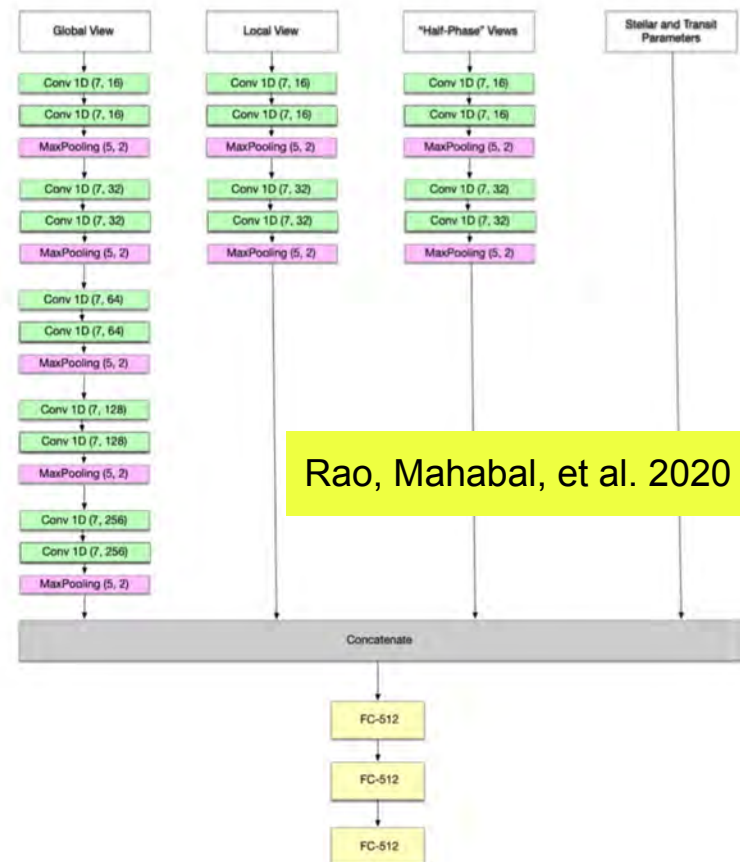 Global View
Conv 1D (7, 16)
Conv 1D (7, 16)
MaxPooling (5, 2)
Conv 1D (7, 32)
Conv 1D (7, 32)
MaxPooling (5, 2)
Conv 1D (7, 64)
Conv 1D (7, 64)
MaxPooling (5, 2)
Conv 1D (7, 128)
Conv 1D (7, 128)
MaxPooling (5, 2)
Conv 1D (7, 256)
Conv 1D (7, 256)
MaxPooling (5, 2)
Local View
Conv 1D (7, 16)
Conv 1D (7, 16)
MaxPooling (5, 2)
Conv 1D (7, 32)
Conv 1D (7, 32)
MaxPooling (5, 2)
"Half-Phase" Views
Conv 1D (7, 16)
Conv 1D (7, 16)
MaxPooling (5, 2)
Conv 1D (7, 32)
Conv 1D (7, 32)
MaxPooling (5, 2)
Stellar and Transit
Parameters
Rao, Mahabal, et al. 2020
Concatenate
FC-512
FC-512
FC-512